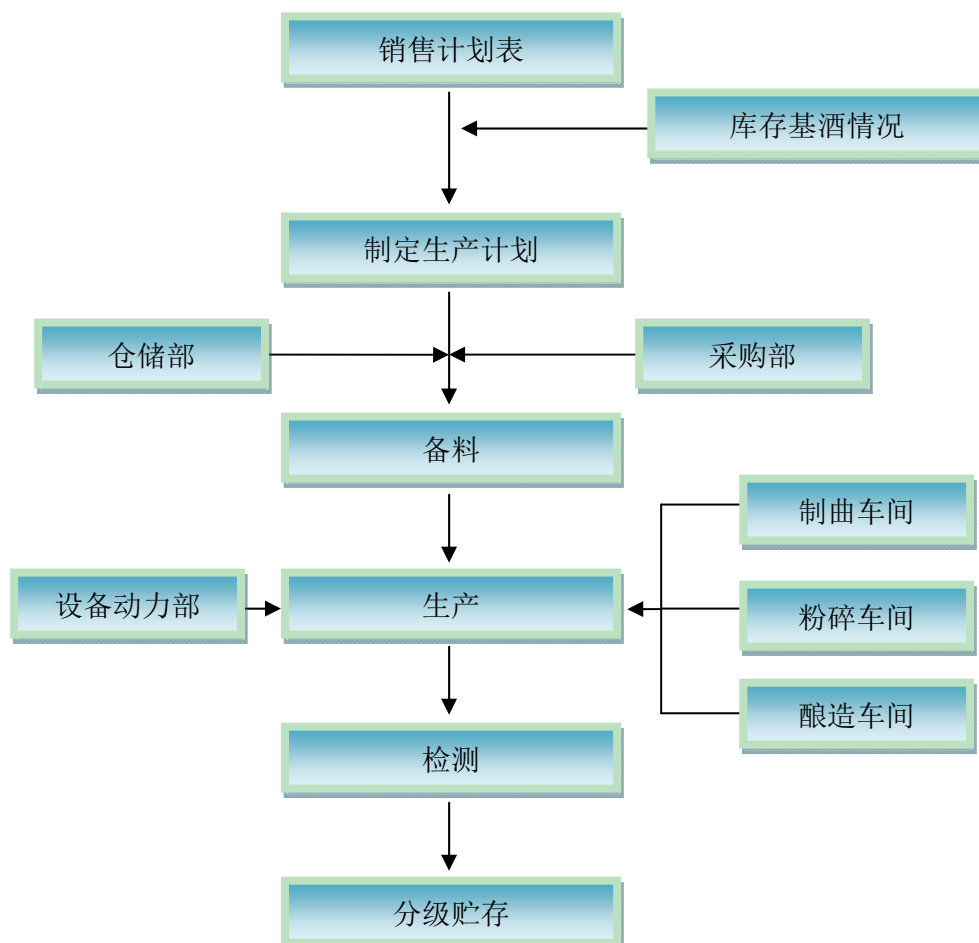 销售计划表
库存基酒情况
制定生产计划
仓储部
采购部
备料
制曲车间
设备动力部
生产
粉碎车间
酿造车间
检测
分级贮存